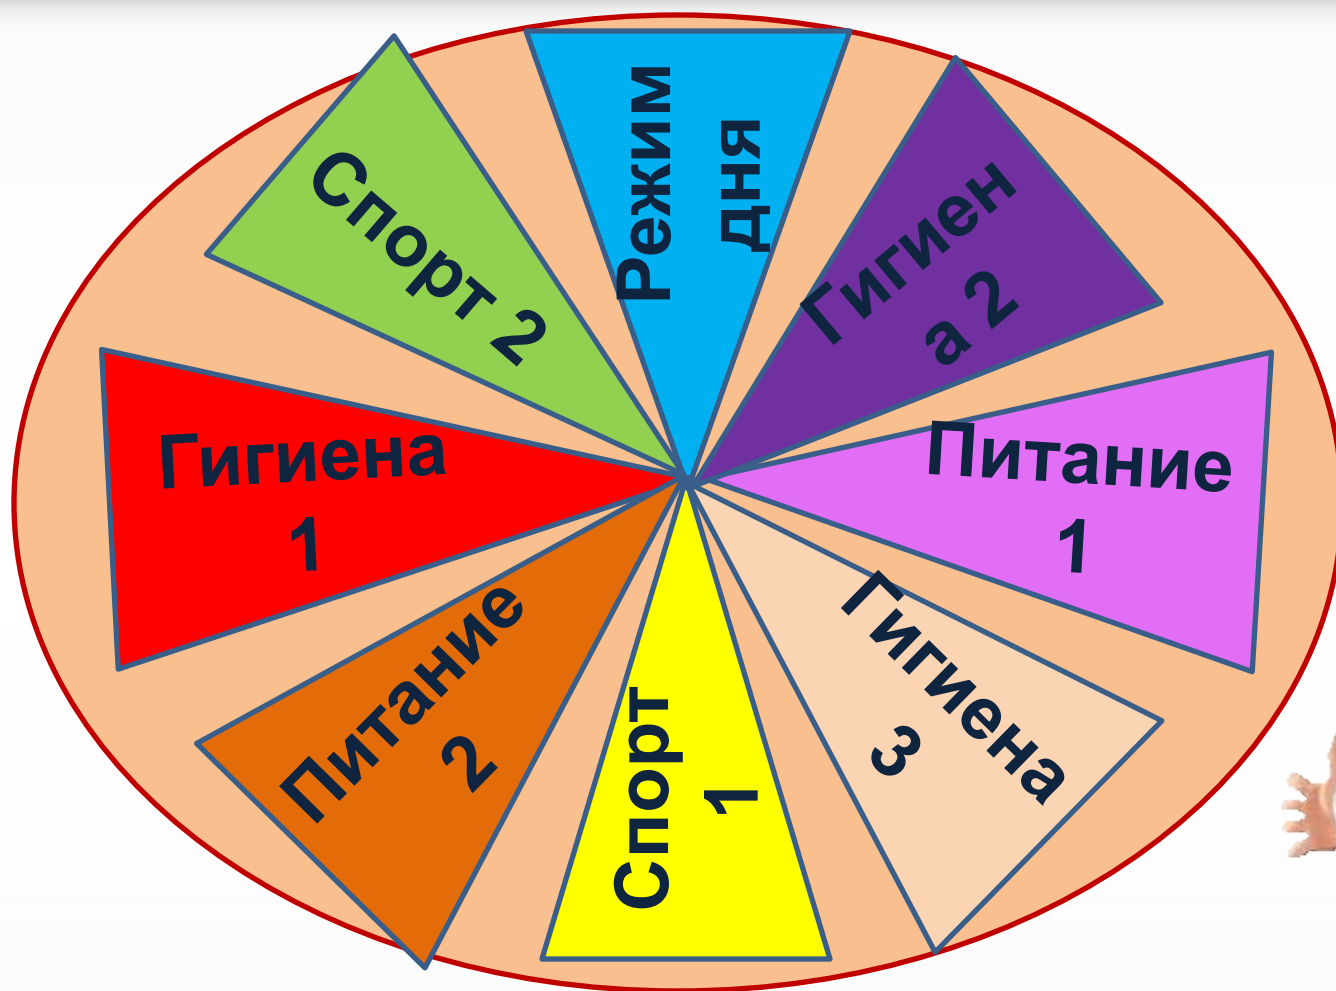 Режим
дня
Гигиен
а 2
Питание
1
Гигиена
3
Спорт
1
Питание
2
Гигиена
1
Спорт 2